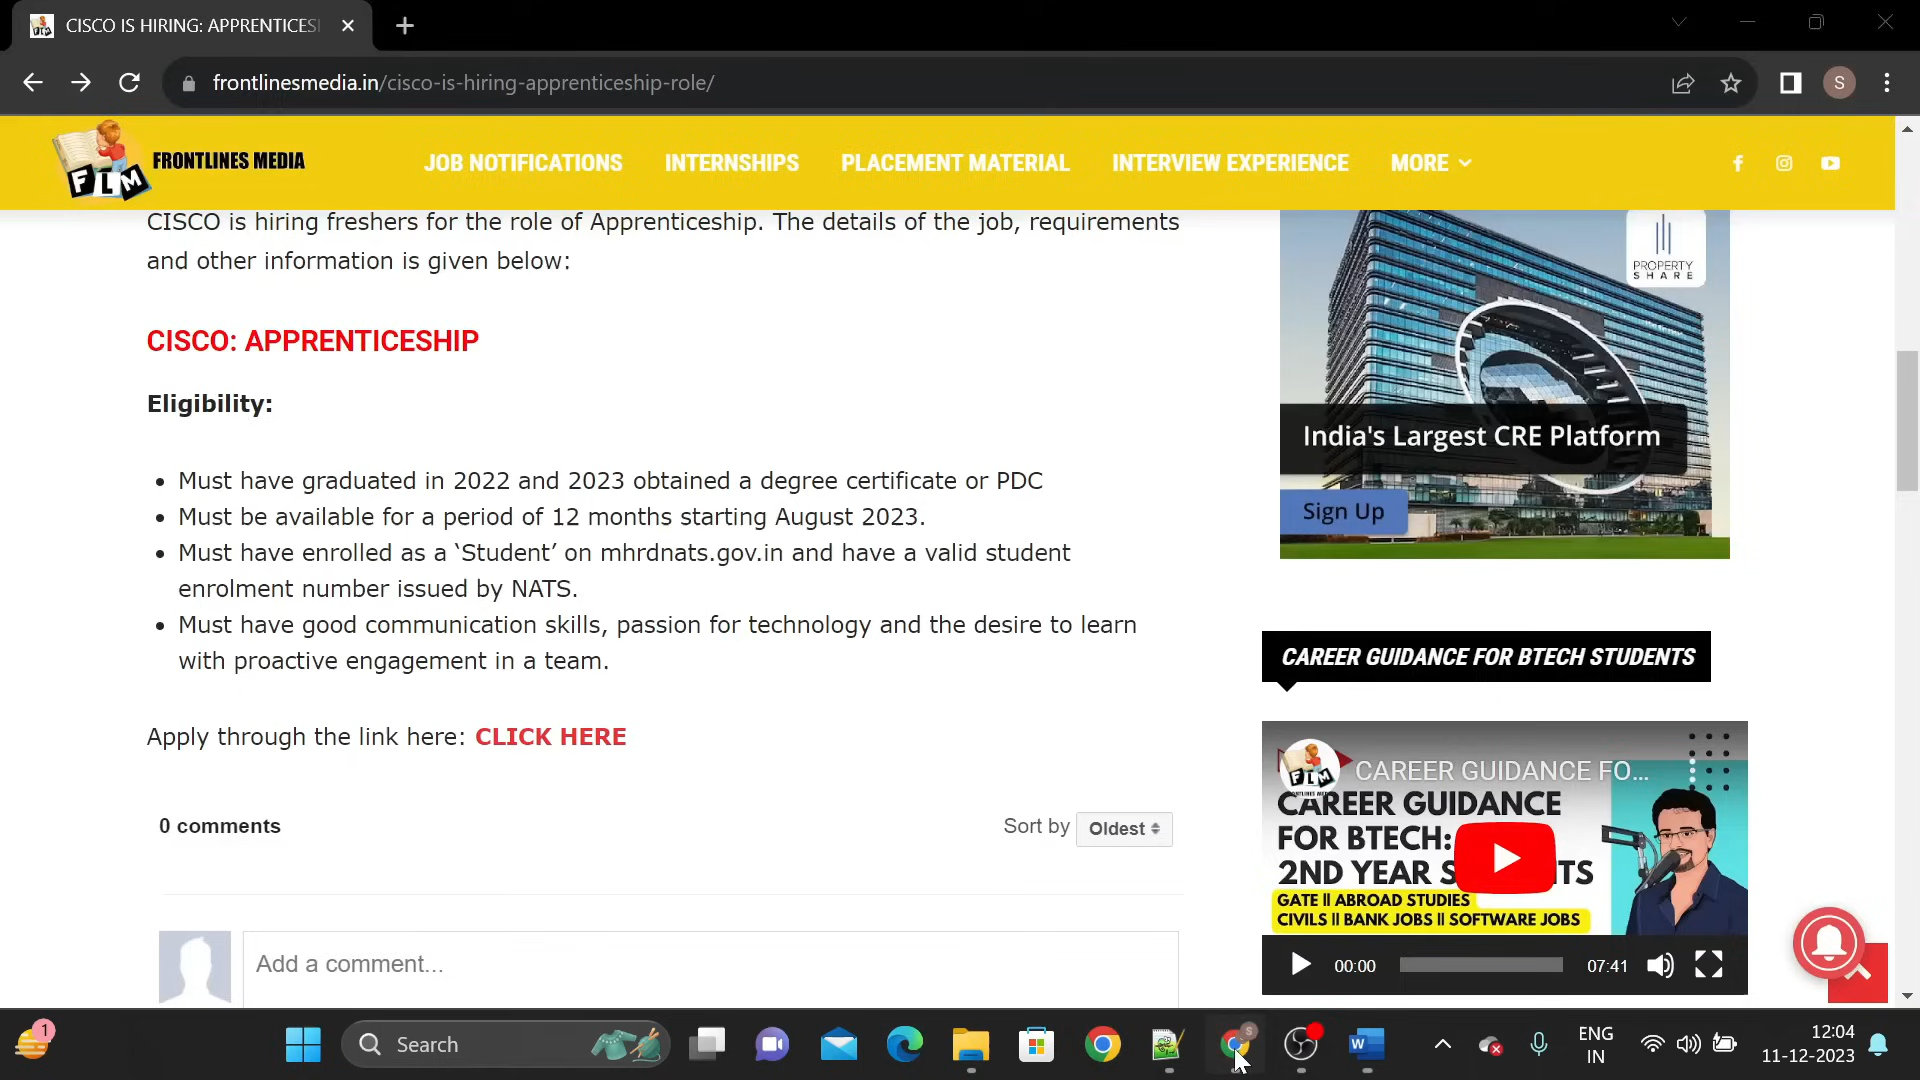 CISCO IS HIRING: APPRENTICES
frontlinesmedia.in/cisco-is-hiring-apprenticeship-role/
S
FLM
FRONTLINES MEDIA
JOB NOTIFICATIONS
INTERNSHIPS
PLACEMENT MATERIAL
INTERVIEW EXPERIENCE
MORE
CISCO is hiring freshers for the role of Apprenticeship. The details of the job, requirements
and other information is given below:
CISCO: APPRENTICESHIP
Eligibility:
• Must have graduated in 2022 and 2023 obtained a degree certificate or PDC
• Must be available for a period of 12 months starting August 2023.
• Must have enrolled as a ‘Student’ on mhrdnats.gov.in and have a valid student
enrolment number issued by NATS.
• Must have good communication skills, passion for technology and the desire to learn
with proactive engagement in a team.
Apply through the link here: CLICK HERE
0 comments
Sort by
Oldest
Add a comment...
PROPERTY
SHARE
India's Largest CRE Platform
Sign Up
CAREER GUIDANCE FOR BTECH STUDENTS
FLM
CAREER GUIDANCE FO...
CAREER GUIDANCE
FOR BTECH:
2ND YEAR S TS
GATE || ABROAD STUDIES
CIVILS || BANK JOBS || SOFTWARE JOBS
00:00
07:41
1
Search
S
W
ENG
IN
12:04
11-12-2023